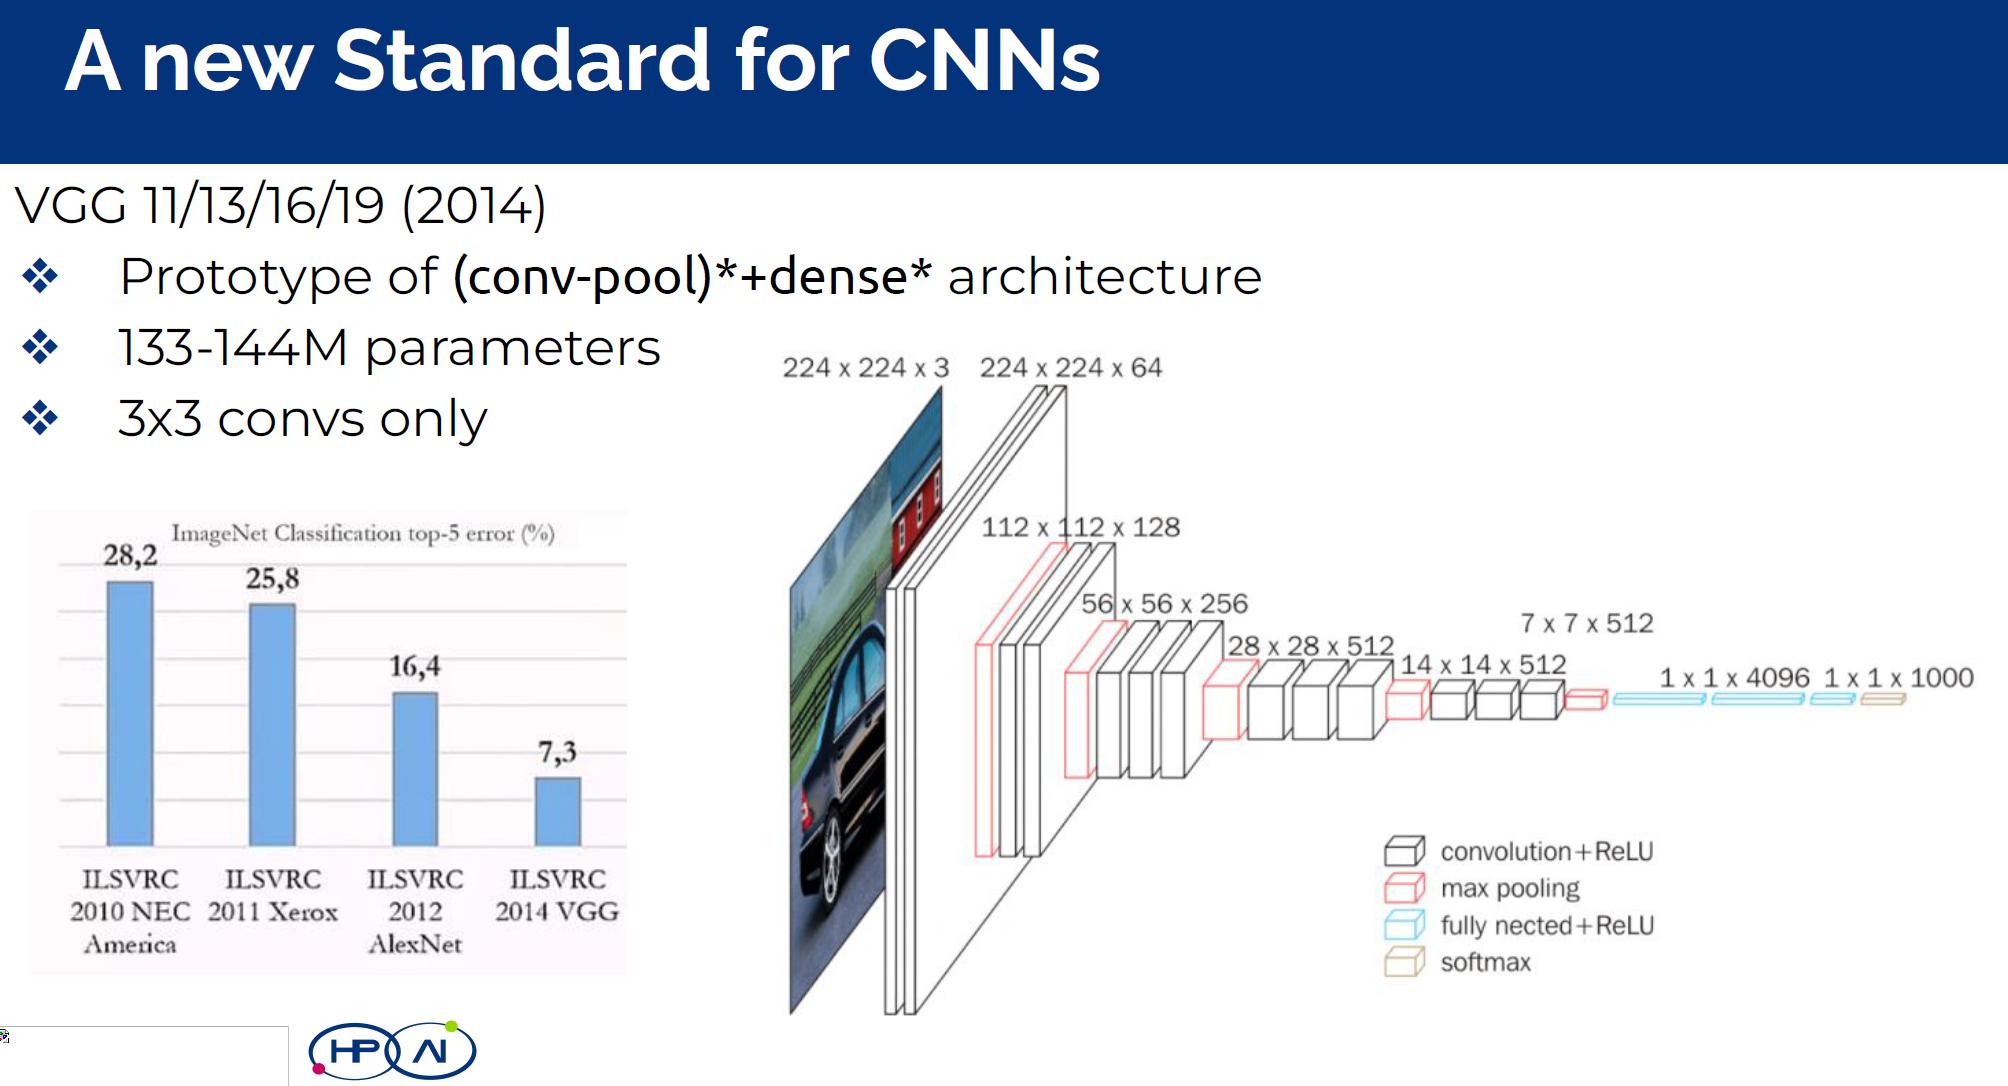 A new Standard for CNNs
VGG 11/13/16/19 (2014)
❖ Prototype of (conv-pool)*+dense* architecture
❖ 133-144M parameters
❖ 3x3 convs only
ImageNet Classification top-5 error (%)
28,2
25,8
16,4
7,3
ILSVRC 2010 NEC America
ILSVRC 2011 Xerox
ILSVRC 2012 AlexNet
ILSVRC 2014 VGG
224 x 224 x 3
224 x 224 x 64
112 x 112 x 128
56 x 56 x 256
28 x 28 x 512
14 x 14 x 512
7 x 7 x 512
1 x 1 x 4096
1 x 1 x 1000
convolution+ReLU
max pooling
fully nected+ReLU
softmax
HP AI